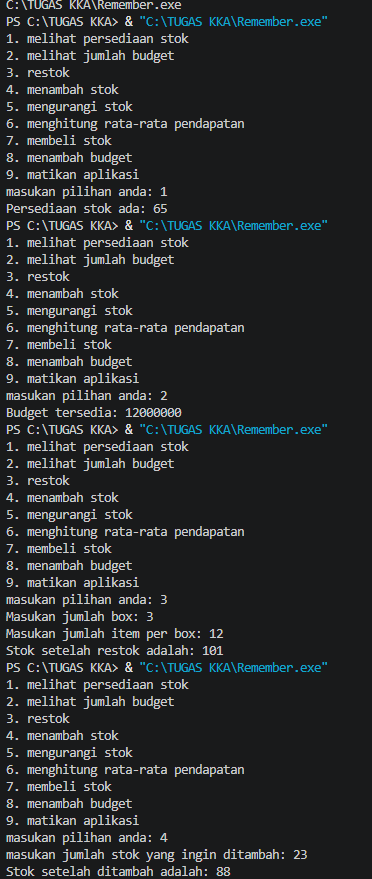 C:\TUGAS KKA\Remember.exe
PS C:\TUGAS KKA> & "C:\TUGAS KKA\Remember.exe"
1. melihat persediaan stok
2. melihat jumlah budget
3. restok
4. menambah stok
5. mengurangi stok
6. menghitung rata-rata pendapatan
7. membeli stok
8. menambah budget
9. matikan aplikasi
masukan pilihan anda: 1
Persediaan stok ada: 65
PS C:\TUGAS KKA> & "C:\TUGAS KKA\Remember.exe"
1. melihat persediaan stok
2. melihat jumlah budget
3. restok
4. menambah stok
5. mengurangi stok
6. menghitung rata-rata pendapatan
7. membeli stok
8. menambah budget
9. matikan aplikasi
masukan pilihan anda: 2
Budget tersedia: 12000000
PS C:\TUGAS KKA> & "C:\TUGAS KKA\Remember.exe"
1. melihat persediaan stok
2. melihat jumlah budget
3. restok
4. menambah stok
5. mengurangi stok
6. menghitung rata-rata pendapatan
7. membeli stok
8. menambah budget
9. matikan aplikasi
masukan pilihan anda: 3
Masukan jumlah box: 3
Masukan jumlah item per box: 12
Stok setelah restok adalah: 101
PS C:\TUGAS KKA> & "C:\TUGAS KKA\Remember.exe"
1. melihat persediaan stok
2. melihat jumlah budget
3. restok
4. menambah stok
5. mengurangi stok
6. menghitung rata-rata pendapatan
7. membeli stok
8. menambah budget
9. matikan aplikasi
masukan pilihan anda: 4
masukan jumlah stok yang ingin ditambah: 23
Stok setelah ditambah adalah: 88